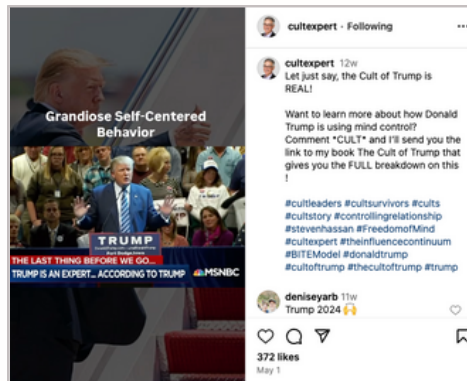 Grandiose Self-Centered
Behavior
TRUMP
THE LAST THING BEFORE WE GO...
TRUMP IS AN EXPERT... ACCORDING TO TRUMP
MSNBC
cultexpert · Following
cultexpert 12w
Let just say, the Cult of Trump is
REAL!
Want to learn more about how Donald
Trump is using mind control?
Comment *CULT* and I'll send you the
link to my book The Cult of Trump that
gives you the FULL breakdown on this
!
#cultleaders #cultsurvivors #cults
#cultstory #controllingrelationship
#stevenhassan #FreedomofMind
#cultexpert #theinfluencecontinuum
#BITEModel #donaldtrump
#cultoftrump #thecultoftrump #trump
deniseyarb 11w
Trump 2024 🙌
372 likes
May 1